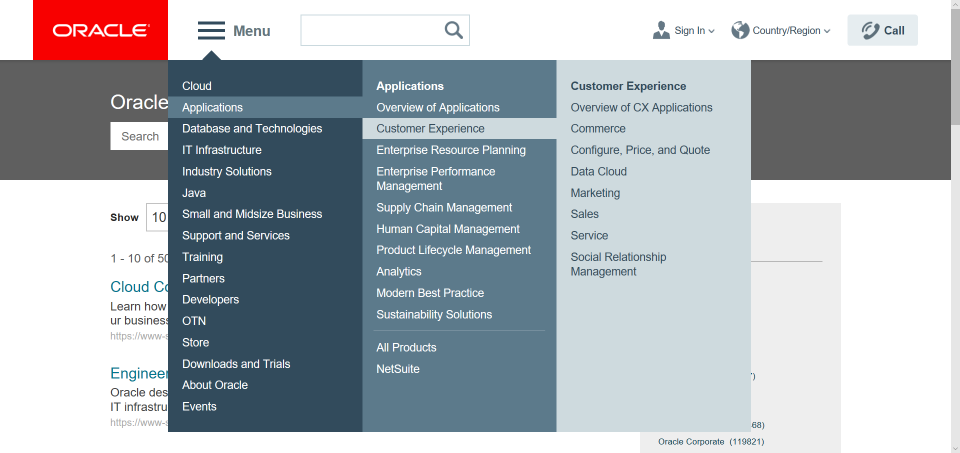 ORACLE
Menu
Sign In
Country/Region
Call
Oracle
Search
Cloud
Applications
Database and Technologies
IT Infrastructure
Industry Solutions
Java
Small and Midsize Business
Support and Services
Training
Partners
Developers
OTN
Store
Downloads and Trials
About Oracle
Events
Applications
Overview of Applications
Customer Experience
Enterprise Resource Planning
Enterprise Performance
Management
Supply Chain Management
Human Capital Management
Product Lifecycle Management
Analytics
Modern Best Practice
Sustainability Solutions
All Products
NetSuite
Customer Experience
Overview of CX Applications
Commerce
Configure, Price, and Quote
Data Cloud
Marketing
Sales
Service
Social Relationship
Management
Show 10
1 - 10 of 50
Cloud Co
Learn how
ur business
https://www-s
Engineer
Oracle des
IT infrastru
https://www-s
68)
Oracle Corporate (119821)